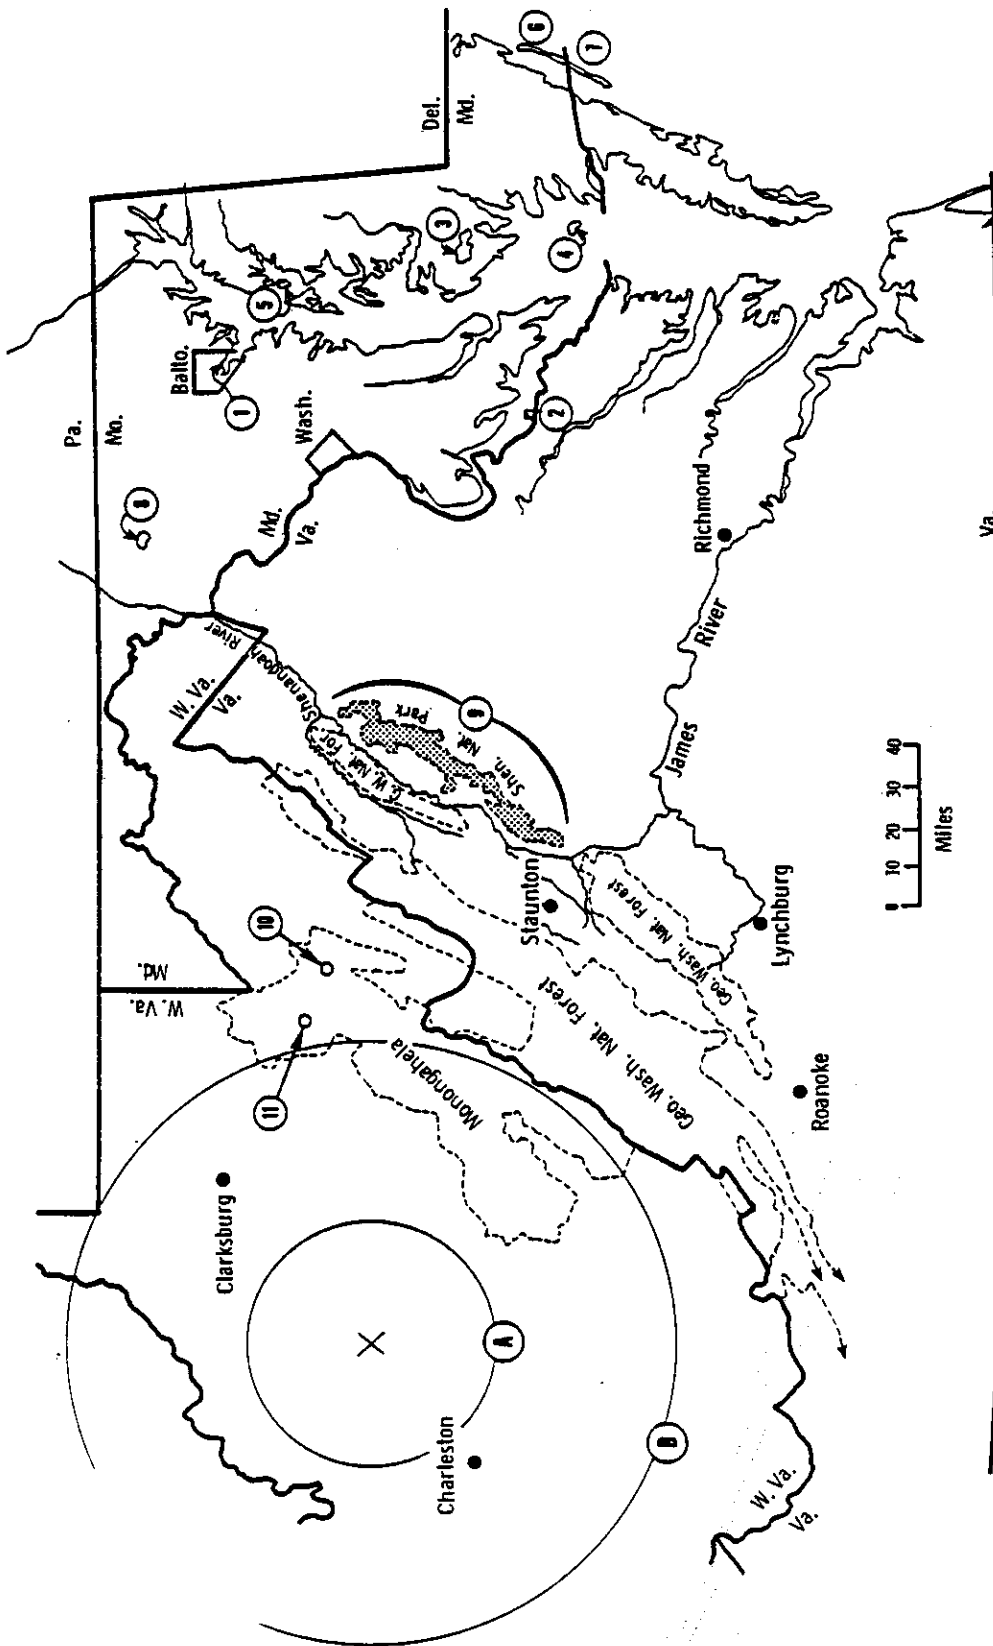 Pa.
Mo.
Del.
Md.
Balto.
Wash.
Md.
Va.
W. Va.
Va.
Md.
W. Va.
River
Shenandoah
G. W. Nat. For.
Shen. Nat. Park
Monongahela
Geo. Wash. Nat. Forest
Geo. Wash. Nat. Forest
Staunton
Lynchburg
Roanoke
Richmond
James River
Clarksburg
Charleston
W. Va.
Va.
Va.
1
2
3
4
5
6
7
8
9
10
11
A
B
X
0 10 20 30 40
Miles